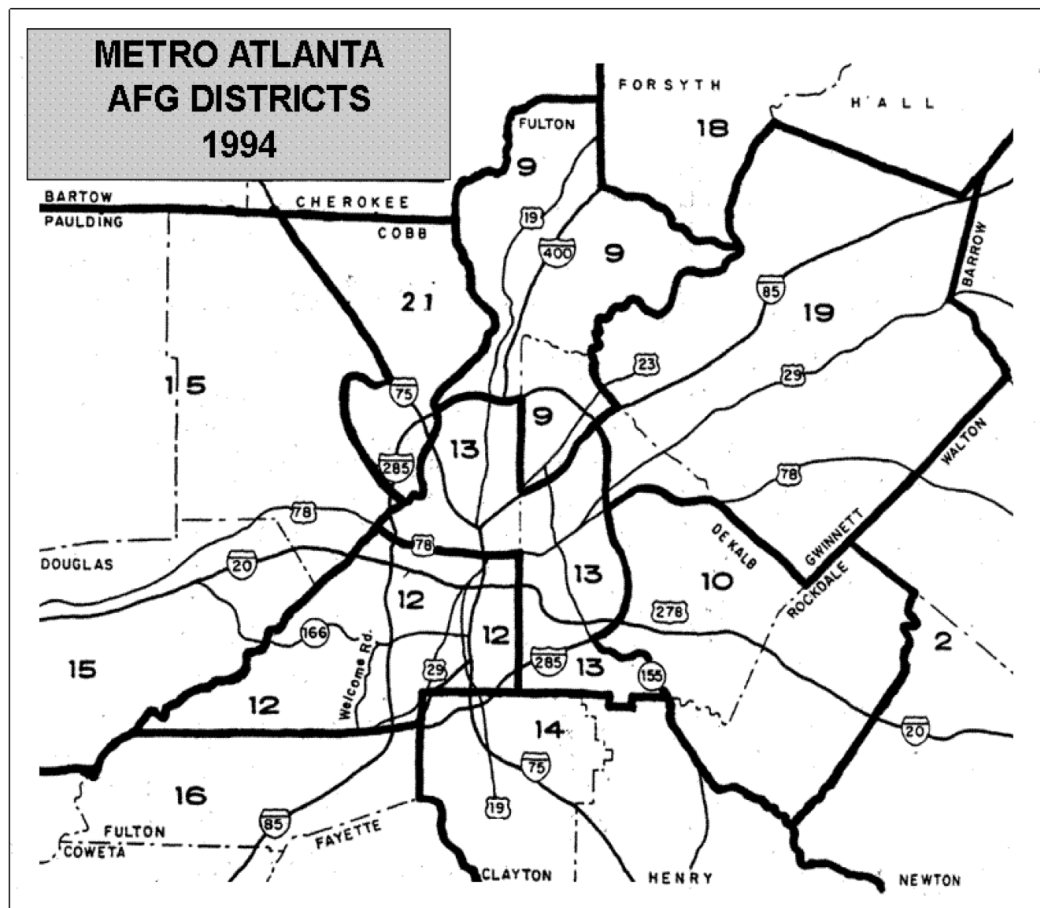 METRO ATLANTA
AFG DISTRICTS
1994
FORSYTH
H'ALL
FULTON
18
9
BARTOW
CHEROKEE
19
PAULDING
COBB
400
9
BARROW
85
21
19
23
29
15
75
9
13
WALTON
285
78
78
78
DE KALB
GWINNETT
DOUGLAS
20
13
10
ROCKDALE
12
278
166
12
2
15
Welcome Rd.
29
285
13
155
12
14
20
75
16
19
85
FULTON
FAYETTE
COWETA
CLAYTON
HENRY
NEWTON